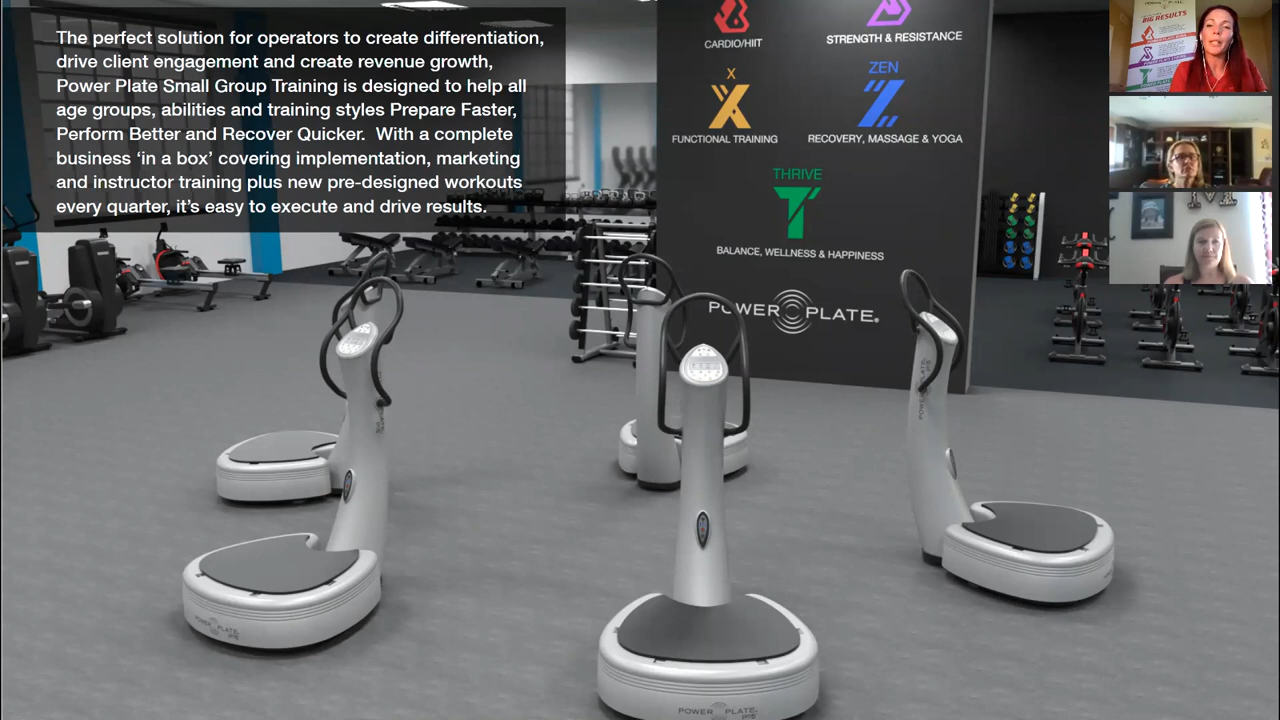 The perfect solution for operators to create differentiation,
drive client engagement and create revenue growth,
Power Plate Small Group Training is designed to help all
age groups, abilities and training styles Prepare Faster,
Perform Better and Recover Quicker.  With a complete
business ‘in a box’ covering implementation, marketing
and instructor training plus new pre-designed workouts
every quarter, it’s easy to execute and drive results.
CARDIO/HIIT
STRENGTH & RESISTANCE
X
FUNCTIONAL TRAINING
ZEN
RECOVERY, MASSAGE & YOGA
THRIVE
BALANCE, WELLNESS & HAPPINESS
POWER PLATE®
BIG RESULTS
POWER PLATE
POWER PLATE